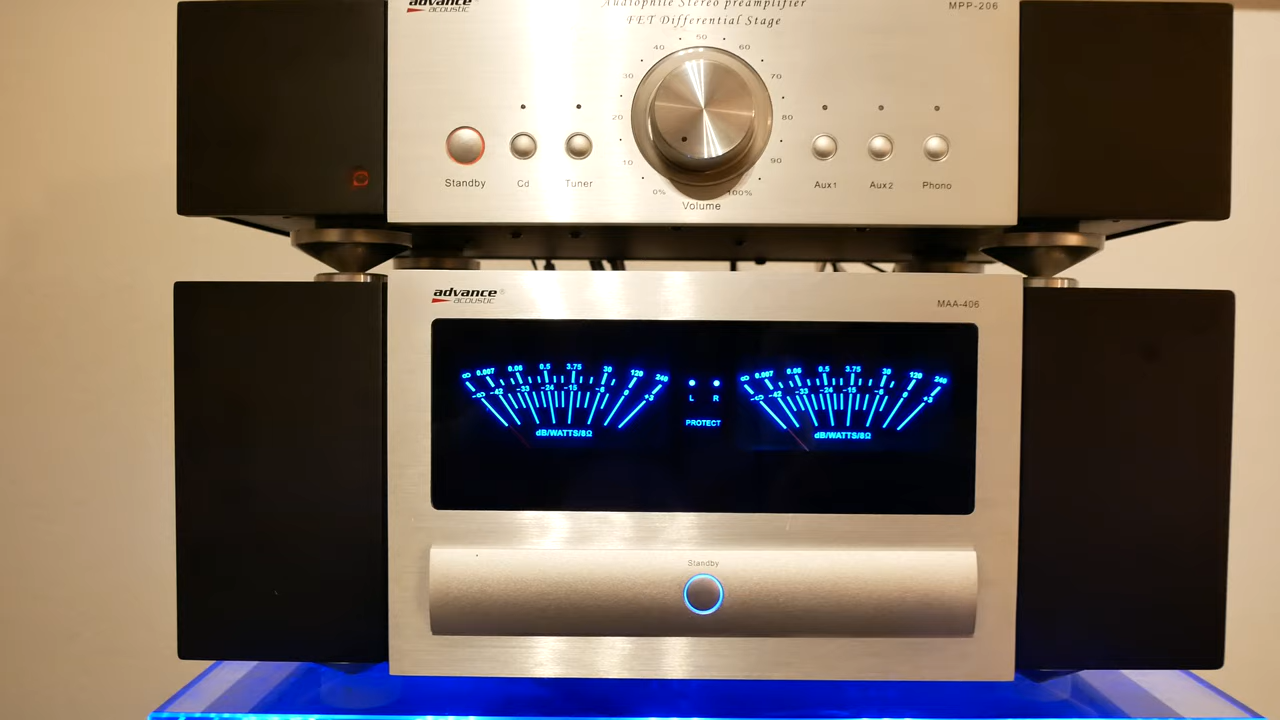 advance
acoustic
Audiophile Stereo preamplifier
FET Differential Stage
MPP-206
40 50 60
30 70
20 80
10 90
0% 100%
Standby Cd Tuner
Volume
Aux1 Aux2 Phono
advance
acoustic
MAA-406
∞ 0.007 0.06 0.5 3.75 30 120 240
-∞ -42 -33 -24 -15 -6 0 +3
dB/WATTS/8Ω
L R
PROTECT
∞ 0.007 0.06 0.5 3.75 30 120 240
-∞ -42 -33 -24 -15 -6 0 +3
dB/WATTS/8Ω
Standby